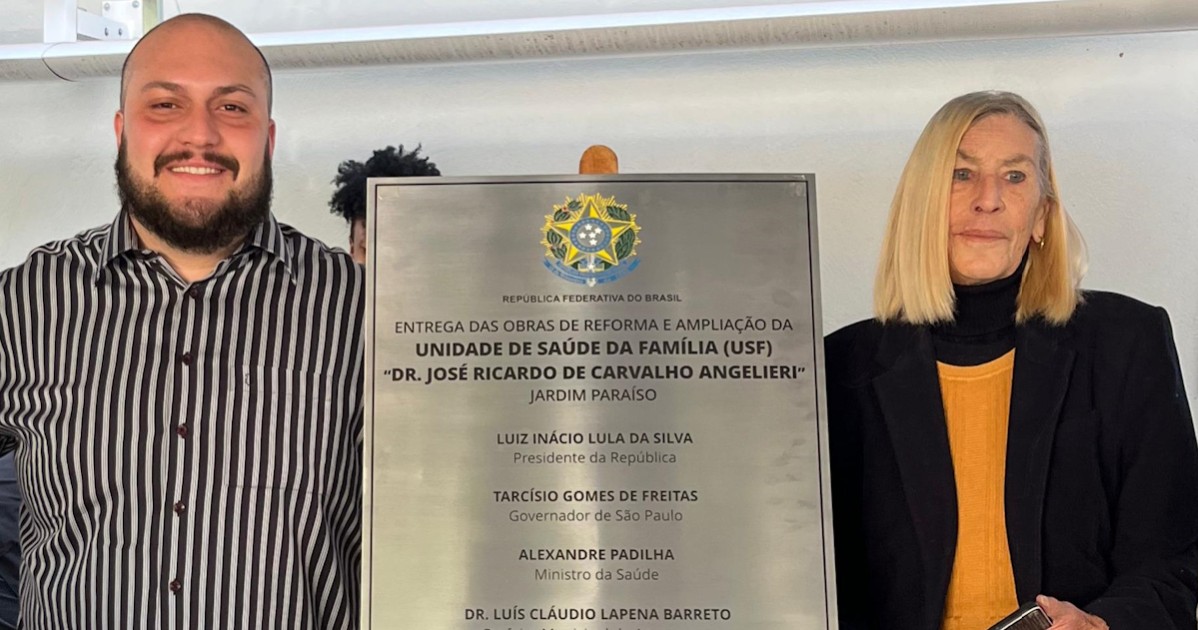 REPÚBLICA FEDERATIVA DO BRASIL
ENTREGA DAS OBRAS DE REFORMA E AMPLIAÇÃO DA
UNIDADE DE SAÚDE DA FAMÍLIA (USF)
“DR. JOSÉ RICARDO DE CARVALHO ANGELIERI”
JARDIM PARAÍSO
LUIZ INÁCIO LULA DA SILVA
Presidente da República
TARCÍSIO GOMES DE FREITAS
Governador de São Paulo
ALEXANDRE PADILHA
Ministro da Saúde
DR. LUÍS CLÁUDIO LAPENA BARRETO